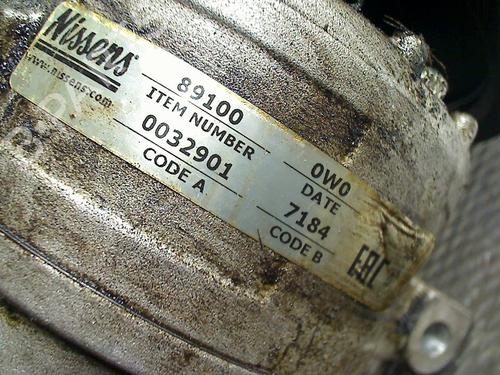 Nissens
www.nissens.com
89100
ITEM NUMBER
0032901
CODE A
0W0
DATE
7184
CODE B
EAC